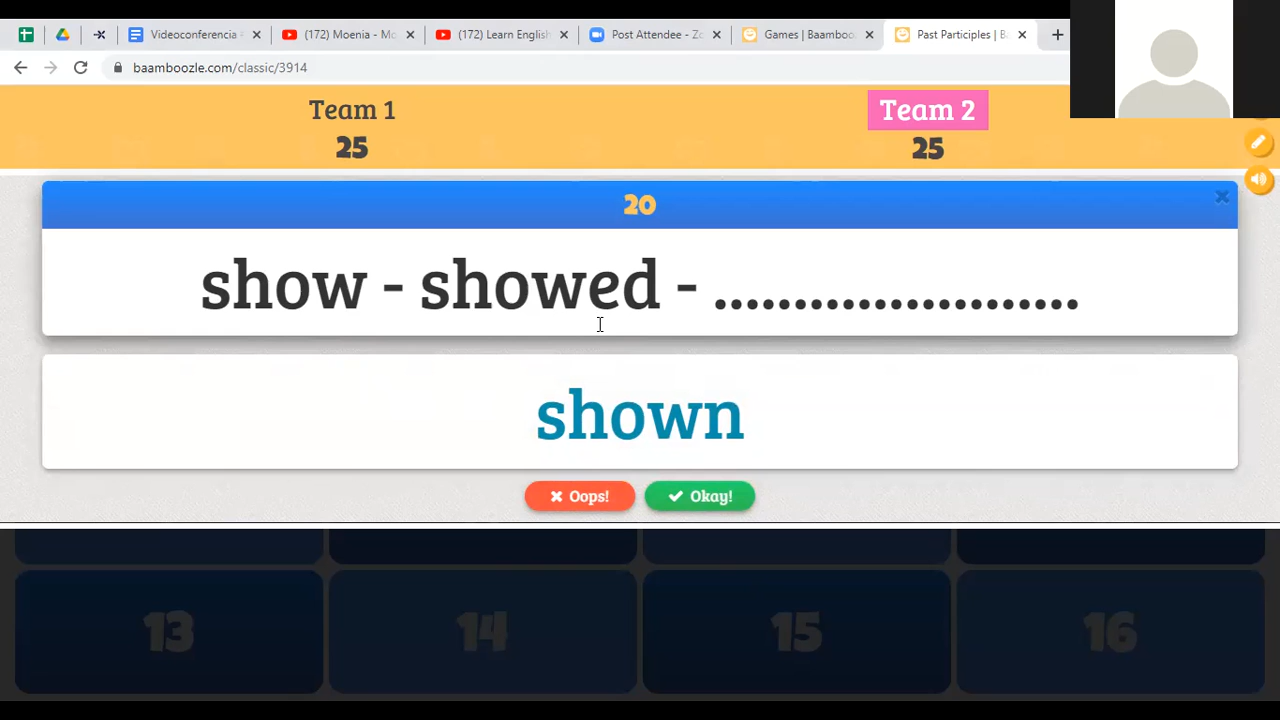 Videoconferencia
(172) Moenia - Mo
(172) Learn English
Post Attendee - Zo
Games | Baamboo
Past Participles | B
baamboozle.com/classic/3914
Team 1
25
Team 2
25
20
show - showed - .......................
shown
Oops!
Okay!
13
14
15
16